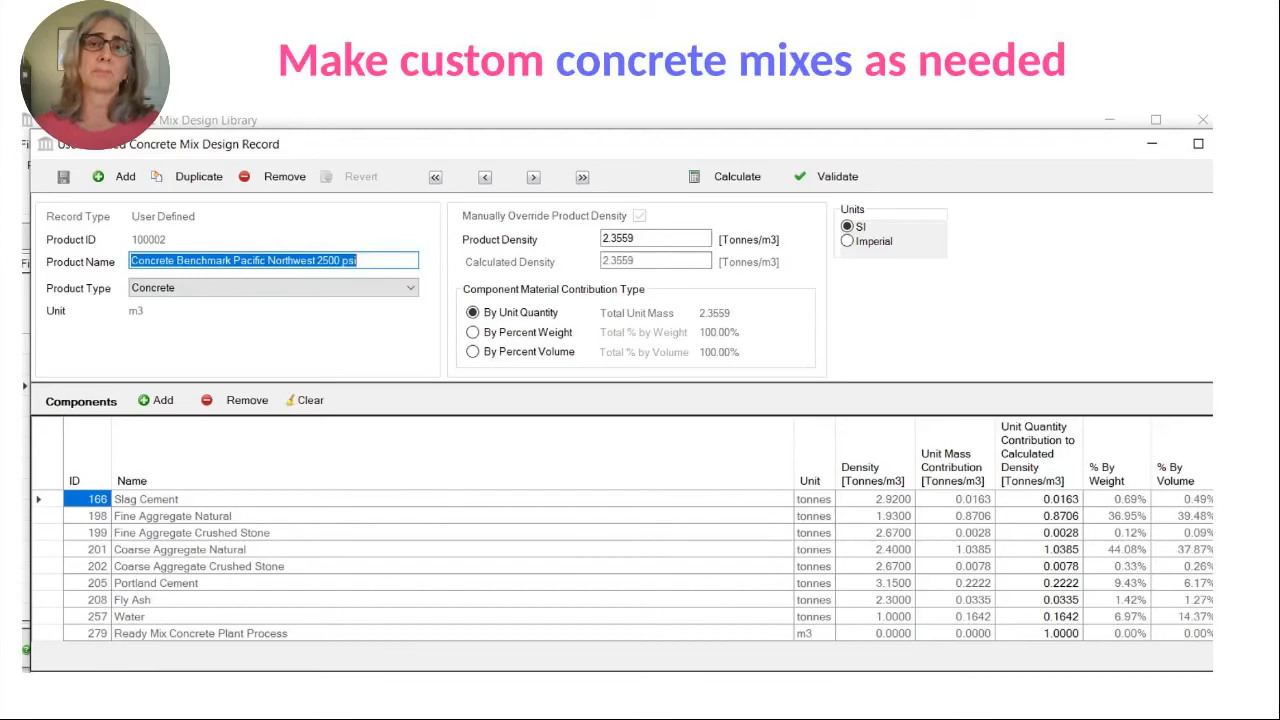 Make custom concrete mixes as needed
Mix Design Library
Concrete Mix Design Record
Add Duplicate Remove Revert << < > >> Calculate Validate
Record Type User Defined
Product ID 100002
Product Name Concrete Benchmark Pacific Northwest 2500 psi
Product Type Concrete
Unit m3
Manually Override Product Density
Product Density 2.3559 [Tonnes/m3]
Calculated Density 2.3559 [Tonnes/m3]
Component Material Contribution Type
By Unit Quantity Total Unit Mass 2.3559
By Percent Weight Total % by Weight 100.00%
By Percent Volume Total % by Volume 100.00%
Units
SI
Imperial
Components Add Remove Clear
ID Name Unit Density [Tonnes/m3] Unit Mass Contribution [Tonnes/m3] Unit Quantity Contribution to Calculated Density [Tonnes/m3] % By Weight % By Volume
166 Slag Cement tonnes 2.9200 0.0163 0.0163 0.69% 0.49%
198 Fine Aggregate Natural tonnes 1.9300 0.8706 0.8706 36.95% 39.48%
199 Fine Aggregate Crushed Stone tonnes 2.6700 0.0028 0.0028 0.12% 0.09%
201 Coarse Aggregate Natural tonnes 2.4000 1.0385 1.0385 44.08% 37.87%
202 Coarse Aggregate Crushed Stone tonnes 2.6700 0.0078 0.0078 0.33% 0.26%
205 Portland Cement tonnes 3.1500 0.2222 0.2222 9.43% 6.17%
208 Fly Ash tonnes 2.3000 0.0335 0.0335 1.42% 1.27%
257 Water tonnes 1.0000 0.1642 0.1642 6.97% 14.37%
279 Ready Mix Concrete Plant Process m3 0.0000 0.0000 1.0000 0.00% 0.00%